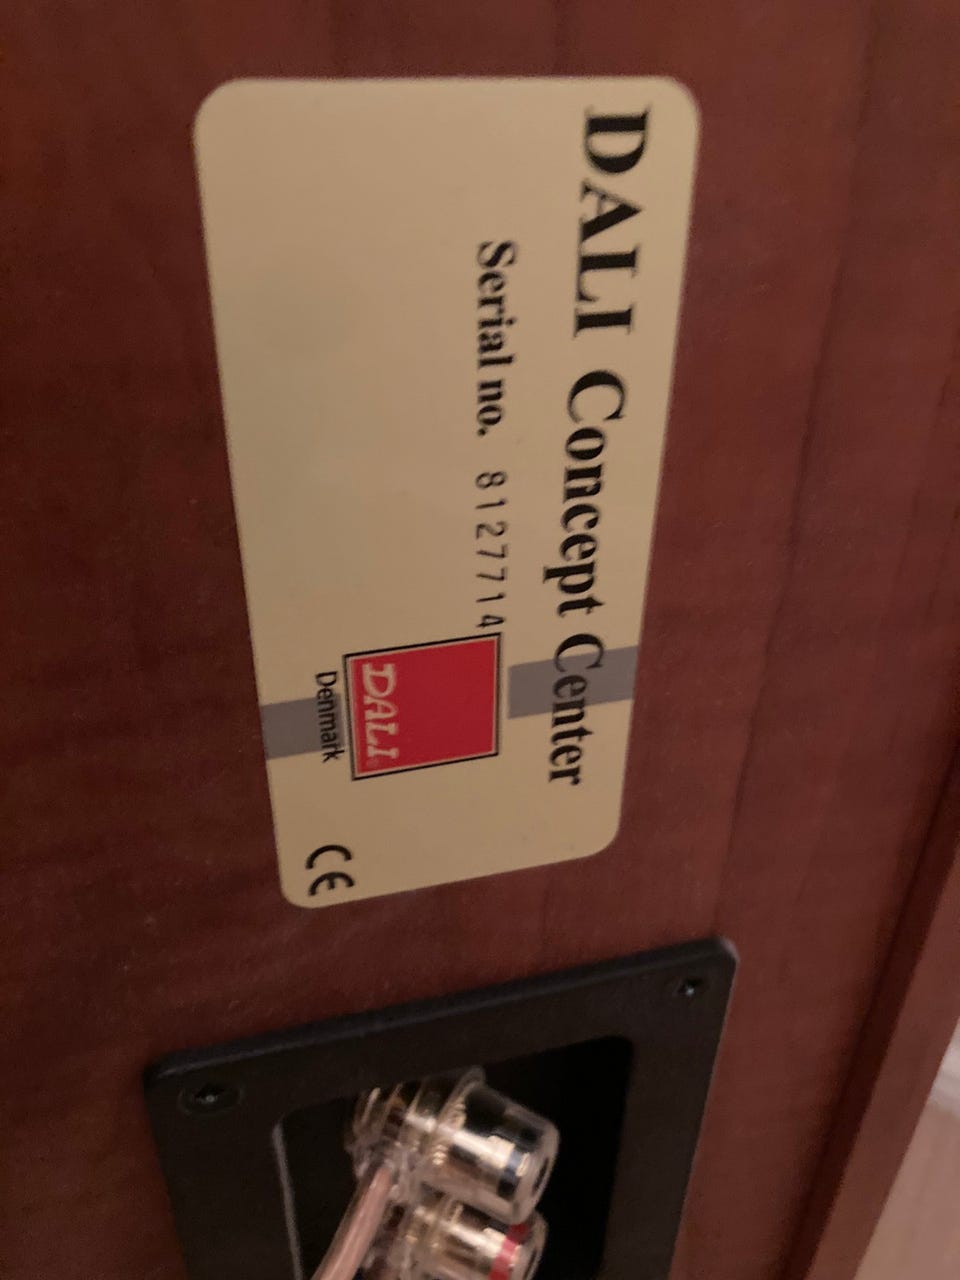 DALI Concept Center
Serial no. 8127714
DALI
Denmark
CE